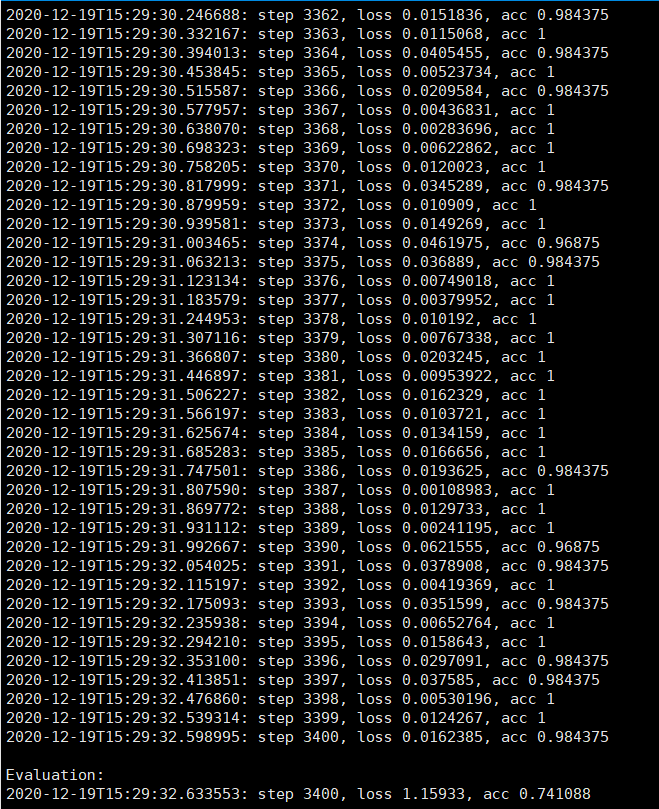 2020-12-19T15:29:30.246688: step 3362, loss 0.0151836, acc 0.984375
2020-12-19T15:29:30.332167: step 3363, loss 0.0115068, acc 1
2020-12-19T15:29:30.394013: step 3364, loss 0.0405455, acc 0.984375
2020-12-19T15:29:30.453845: step 3365, loss 0.00523734, acc 1
2020-12-19T15:29:30.515587: step 3366, loss 0.0209584, acc 0.984375
2020-12-19T15:29:30.577957: step 3367, loss 0.00436831, acc 1
2020-12-19T15:29:30.638070: step 3368, loss 0.00283696, acc 1
2020-12-19T15:29:30.698323: step 3369, loss 0.00622862, acc 1
2020-12-19T15:29:30.758205: step 3370, loss 0.0120023, acc 1
2020-12-19T15:29:30.817999: step 3371, loss 0.0345289, acc 0.984375
2020-12-19T15:29:30.879959: step 3372, loss 0.010909, acc 1
2020-12-19T15:29:30.939581: step 3373, loss 0.0149269, acc 1
2020-12-19T15:29:31.003465: step 3374, loss 0.0461975, acc 0.96875
2020-12-19T15:29:31.063213: step 3375, loss 0.036889, acc 0.984375
2020-12-19T15:29:31.123134: step 3376, loss 0.00749018, acc 1
2020-12-19T15:29:31.183579: step 3377, loss 0.00379952, acc 1
2020-12-19T15:29:31.244953: step 3378, loss 0.010192, acc 1
2020-12-19T15:29:31.307116: step 3379, loss 0.00767338, acc 1
2020-12-19T15:29:31.366807: step 3380, loss 0.0203245, acc 1
2020-12-19T15:29:31.446897: step 3381, loss 0.00953922, acc 1
2020-12-19T15:29:31.506227: step 3382, loss 0.0162329, acc 1
2020-12-19T15:29:31.566197: step 3383, loss 0.0103721, acc 1
2020-12-19T15:29:31.625674: step 3384, loss 0.0134159, acc 1
2020-12-19T15:29:31.685283: step 3385, loss 0.0166656, acc 1
2020-12-19T15:29:31.747501: step 3386, loss 0.0193625, acc 0.984375
2020-12-19T15:29:31.807590: step 3387, loss 0.00108983, acc 1
2020-12-19T15:29:31.869772: step 3388, loss 0.0129733, acc 1
2020-12-19T15:29:31.931112: step 3389, loss 0.00241195, acc 1
2020-12-19T15:29:31.992667: step 3390, loss 0.0621555, acc 0.96875
2020-12-19T15:29:32.054025: step 3391, loss 0.0378908, acc 0.984375
2020-12-19T15:29:32.115197: step 3392, loss 0.00419369, acc 1
2020-12-19T15:29:32.175093: step 3393, loss 0.0351599, acc 0.984375
2020-12-19T15:29:32.235938: step 3394, loss 0.00652764, acc 1
2020-12-19T15:29:32.294210: step 3395, loss 0.0158643, acc 1
2020-12-19T15:29:32.353100: step 3396, loss 0.0297091, acc 0.984375
2020-12-19T15:29:32.413851: step 3397, loss 0.037585, acc 0.984375
2020-12-19T15:29:32.476860: step 3398, loss 0.00530196, acc 1
2020-12-19T15:29:32.539314: step 3399, loss 0.0124267, acc 1
2020-12-19T15:29:32.598995: step 3400, loss 0.0162385, acc 0.984375
Evaluation:
2020-12-19T15:29:32.633553: step 3400, loss 1.15933, acc 0.741088